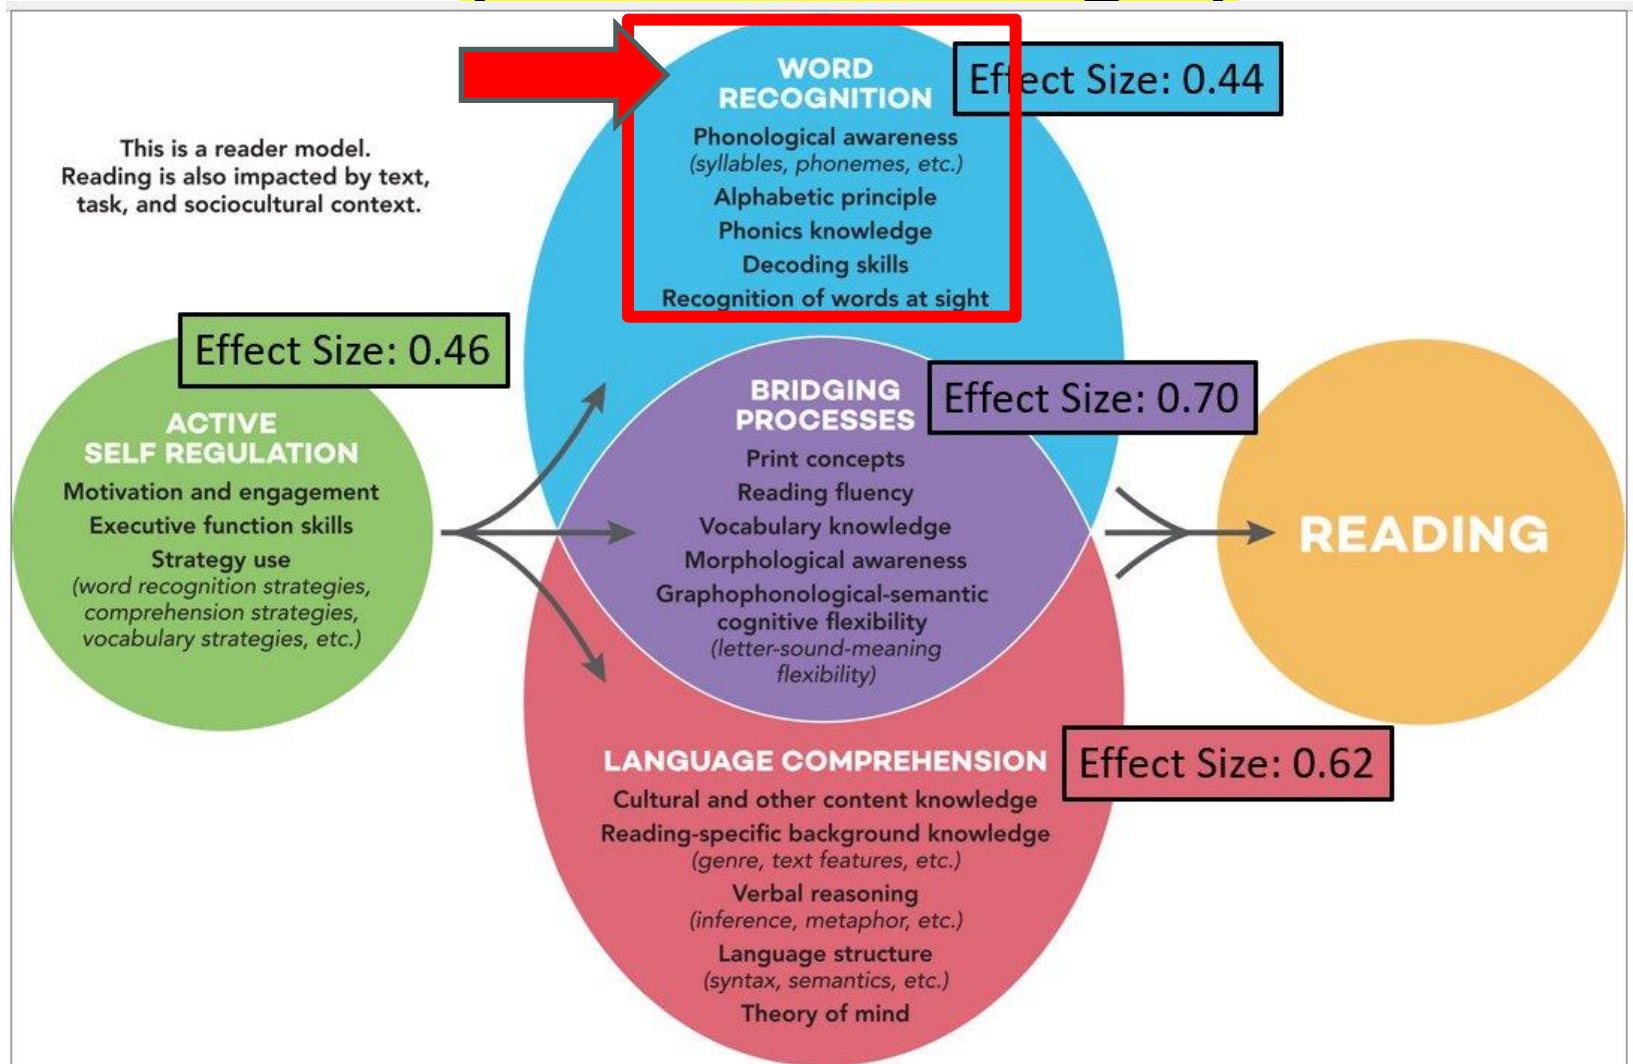 WORD
RECOGNITION
Effect Size: 0.44
Phonological awareness
(syllables, phonemes, etc.)
Alphabetic principle
Phonics knowledge
Decoding skills
Recognition of words at sight
This is a reader model.
Reading is also impacted by text,
task, and sociocultural context.
Effect Size: 0.46
ACTIVE
SELF REGULATION
Motivation and engagement
Executive function skills
Strategy use
(word recognition strategies,
comprehension strategies,
vocabulary strategies, etc.)
BRIDGING
PROCESSES
Effect Size: 0.70
Print concepts
Reading fluency
Vocabulary knowledge
Morphological awareness
Graphophonological-semantic
cognitive flexibility
(letter-sound-meaning
flexibility)
READING
LANGUAGE COMPREHENSION
Effect Size: 0.62
Cultural and other content knowledge
Reading-specific background knowledge
(genre, text features, etc.)
Verbal reasoning
(inference, metaphor, etc.)
Language structure
(syntax, semantics, etc.)
Theory of mind